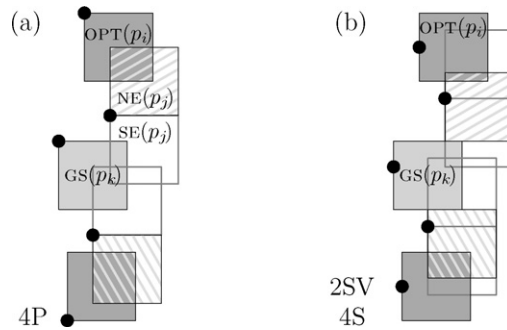 (a)
OPT(p_i)
NE(p_j)
SE(p_j)
GS(p_k)
4P
(b)
OPT(p_i)
GS(p_k)
2SV
4S